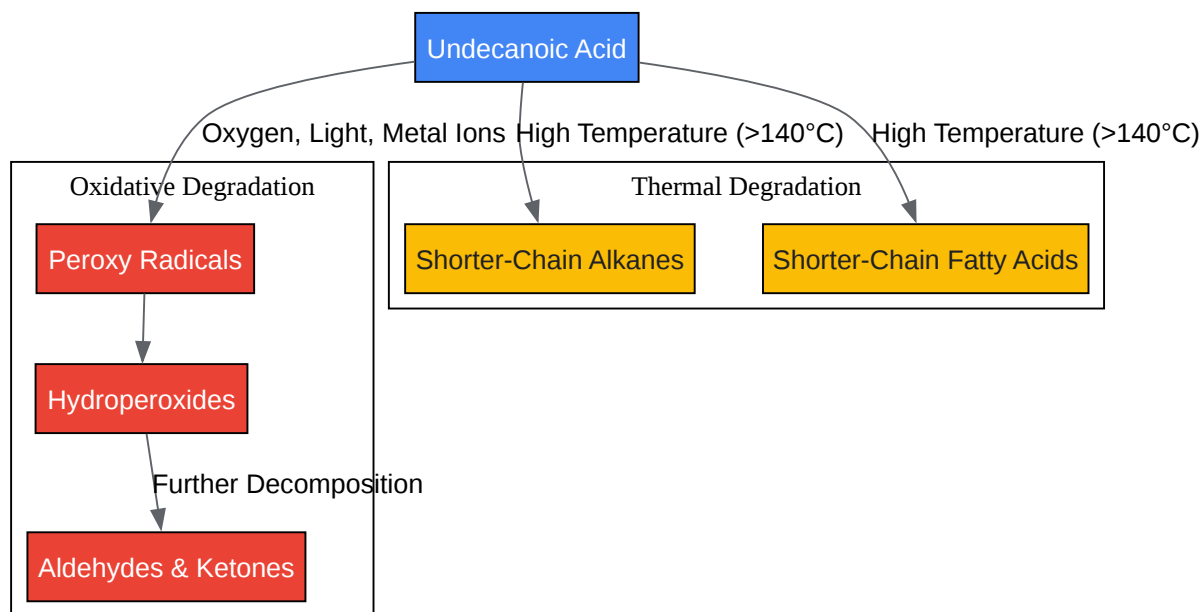 Undecanoic Acid
Oxygen, Light, Metal Ions
High Temperature (>140°C)
High Temperature (>140°C)
Oxidative Degradation
Thermal Degradation
Peroxy Radicals
Shorter-Chain Alkanes
Shorter-Chain Fatty Acids
Hydroperoxides
Further Decomposition
Aldehydes & Ketones